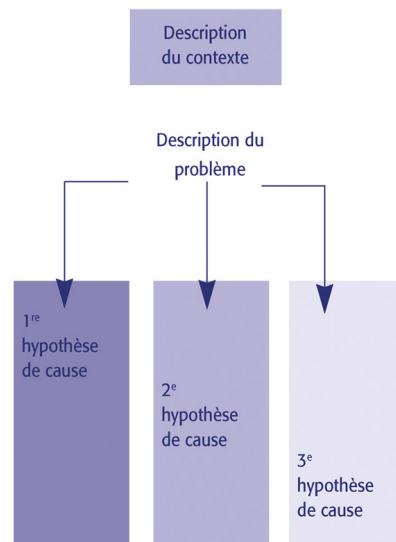 Description
du contexte
Description du
problème
1re
hypothèse
de cause
2e
hypothèse
de cause
3e
hypothèse
de cause